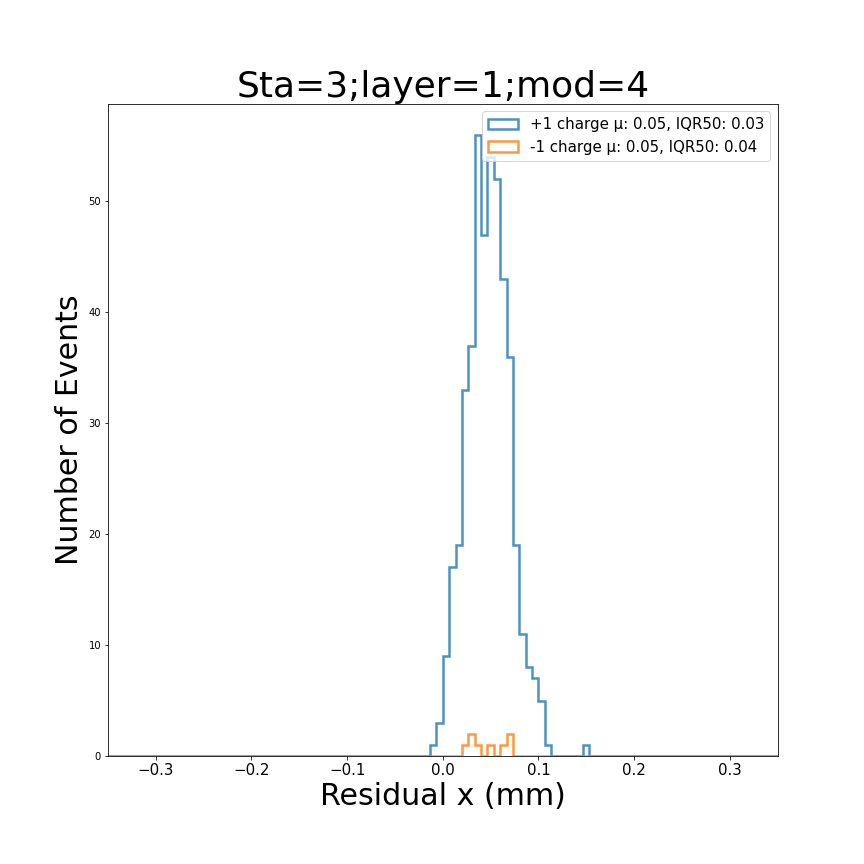 Sta=3;layer=1;mod=4
+1 charge μ: 0.05, IQR50: 0.03
-1 charge μ: 0.05, IQR50: 0.04
Number of Events
50
40
30
20
10
0
−0.3 −0.2 −0.1 0.0 0.1 0.2 0.3
Residual x (mm)